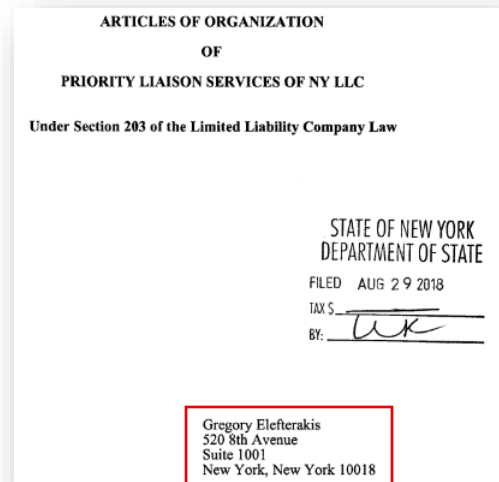 ARTICLES OF ORGANIZATION
OF
PRIORITY LIAISON SERVICES OF NY LLC
Under Section 203 of the Limited Liability Company Law
STATE OF NEW YORK
DEPARTMENT OF STATE
FILED AUG 29 2018
TAX $
BY:
Gregory Elefterakis
520 8th Avenue
Suite 1001
New York, New York 10018